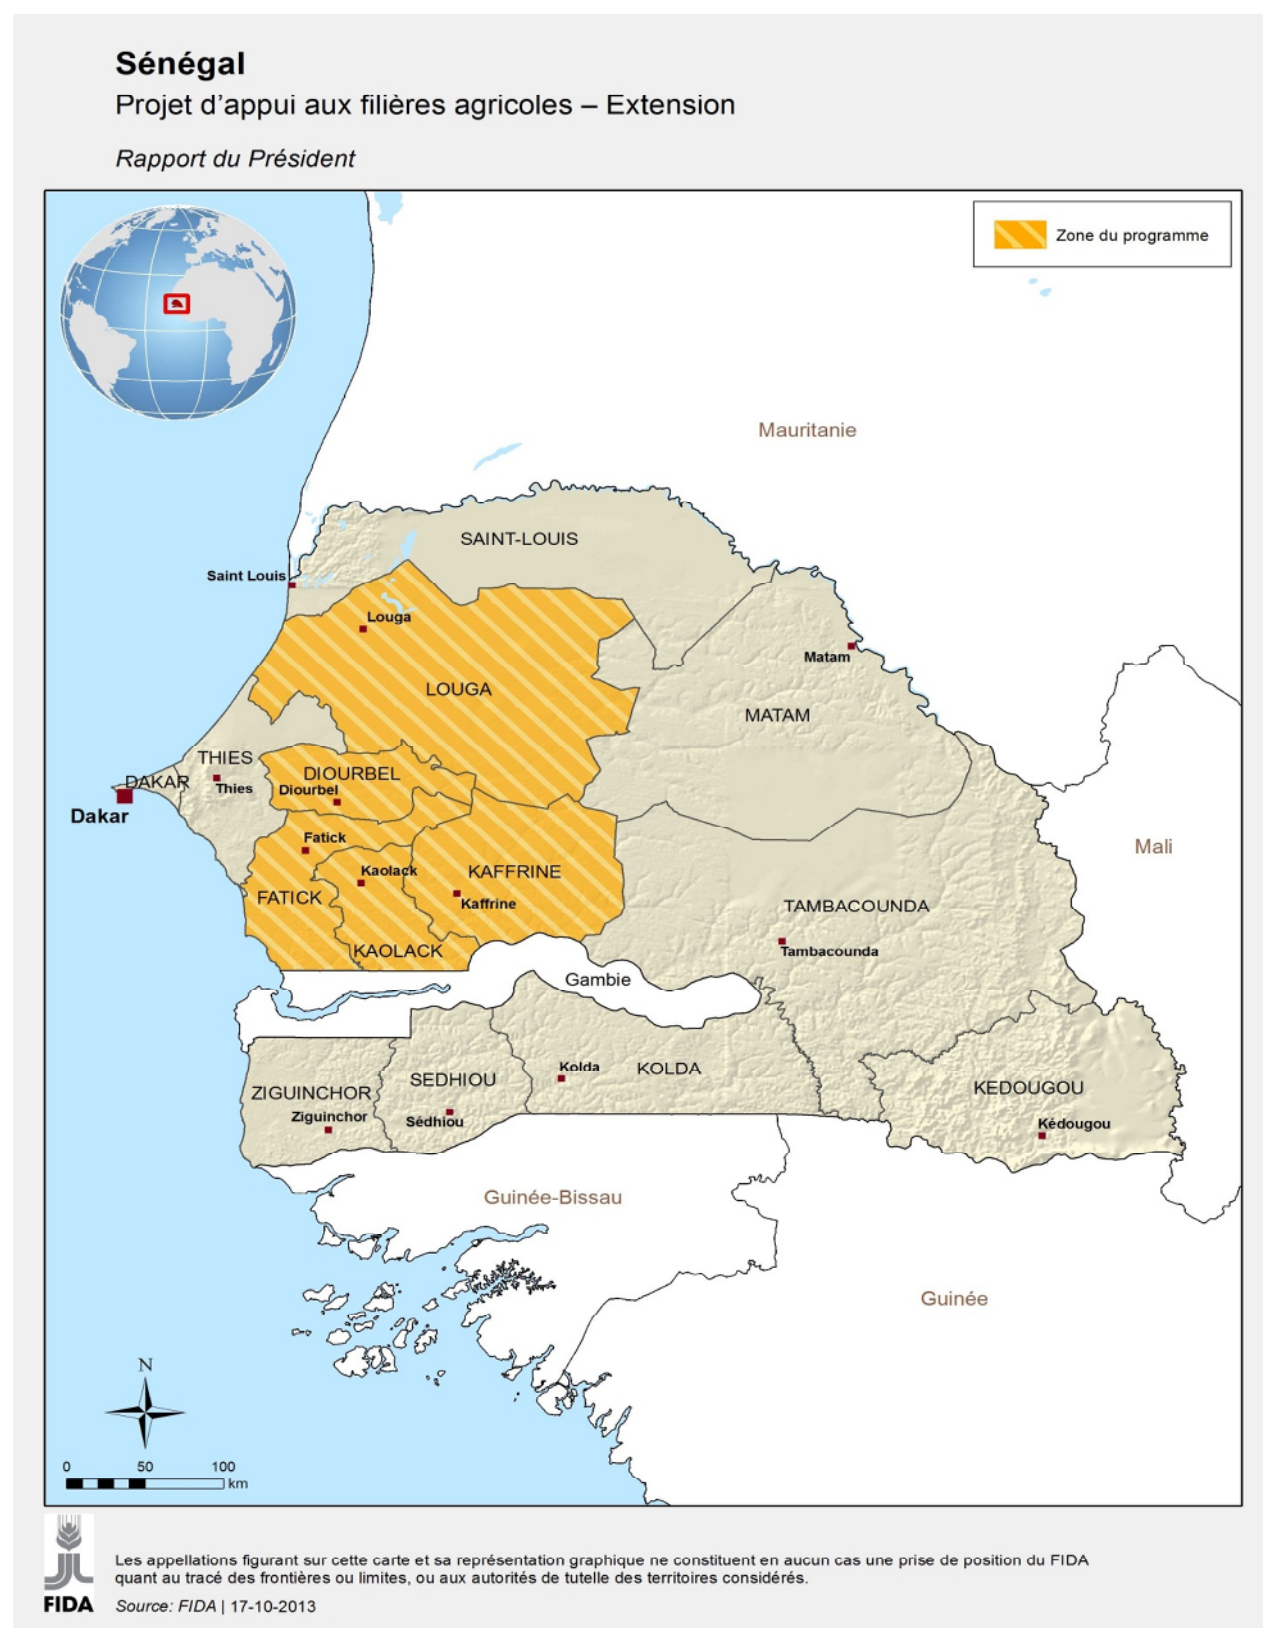 Sénégal
Projet d'appui aux filières agricoles – Extension
Rapport du Président
Zone du programme
Mauritanie
SAINT-LOUIS
Saint Louis
Louga
Matam
LOUGA
MATAM
THIES
DIOURBEL
DAKAR
Thies
Diourbel
Dakar
Fatick
Mali
Kaolack
KAFFRINE
FATICK
Kaffrine
TAMBACOUNDA
KAOLACK
Tambacounda
Gambie
Kolda
KOLDA
SEDHIOU
ZIGUINCHOR
KEDOUGOU
Ziguinchor
Sédhiou
Kédougou
Guinée-Bissau
Guinée
N
0 50 100
km
Les appellations figurant sur cette carte et sa représentation graphique ne constituent en aucun cas une prise de position du FIDA
quant au tracé des frontières ou limites, ou aux autorités de tutelle des territoires considérés.
FIDA
Source: FIDA | 17-10-2013